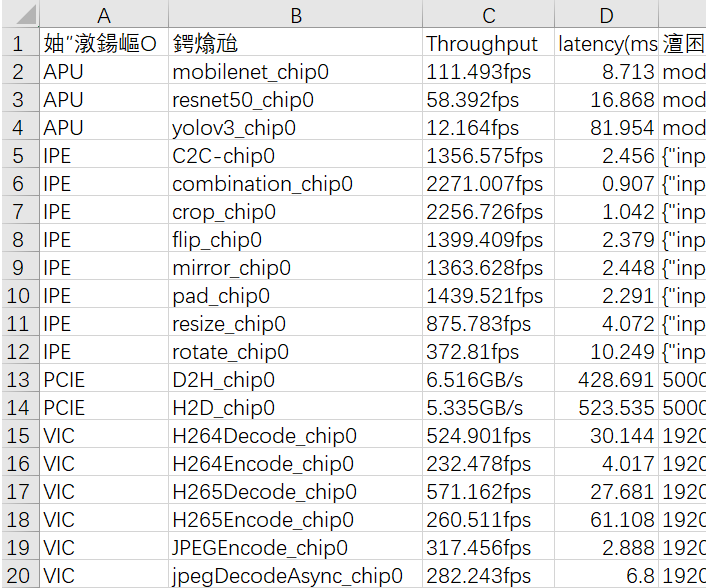 A B C D
1 妯″潡鍚嶇О 鍔熻兘 Throughput latency(ms 澶囨
2 APU mobilenet_chip0 111.493fps 8.713 mod
3 APU resnet50_chip0 58.392fps 16.868 mod
4 APU yolov3_chip0 12.164fps 81.954 mod
5 IPE C2C-chip0 1356.575fps 2.456 {"inp
6 IPE combination_chip0 2271.007fps 0.907 {"inp
7 IPE crop_chip0 2256.726fps 1.042 {"inp
8 IPE flip_chip0 1399.409fps 2.379 {"inp
9 IPE mirror_chip0 1363.628fps 2.448 {"inp
10 IPE pad_chip0 1439.521fps 2.291 {"inp
11 IPE resize_chip0 875.783fps 4.072 {"inp
12 IPE rotate_chip0 372.81fps 10.249 {"inp
13 PCIE D2H_chip0 6.516GB/s 428.691 5000
14 PCIE H2D_chip0 5.335GB/s 523.535 5000
15 VIC H264Decode_chip0 524.901fps 30.144 1920
16 VIC H264Encode_chip0 232.478fps 4.017 1920
17 VIC H265Decode_chip0 571.162fps 27.681 1920
18 VIC H265Encode_chip0 260.511fps 61.108 1920
19 VIC JPEGEncode_chip0 317.456fps 2.888 1920
20 VIC jpegDecodeAsync_chip0 282.243fps 6.8 1920